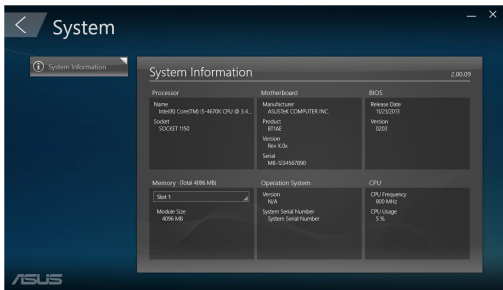 System
System Information
System Information
2.00.09
Processor
Name
Intel(R) Core(TM) i5-4670K CPU @ 3.4...
Socket
SOCKET 1150
Motherboard
Manufacturer
ASUSTeK COMPUTER INC.
Product
BT1AE
Version
Rev X.0x
Serial
MB-1234567890
BIOS
Release Date
11/21/2013
Version
0203
Memory (Total 4096 MB)
Slot 1
Module Size
4096 MB
Operation System
Version
N/A
System Serial Number
System Serial Number
CPU
CPU Frequency
800 MHz
CPU Usage
5 %
ASUS